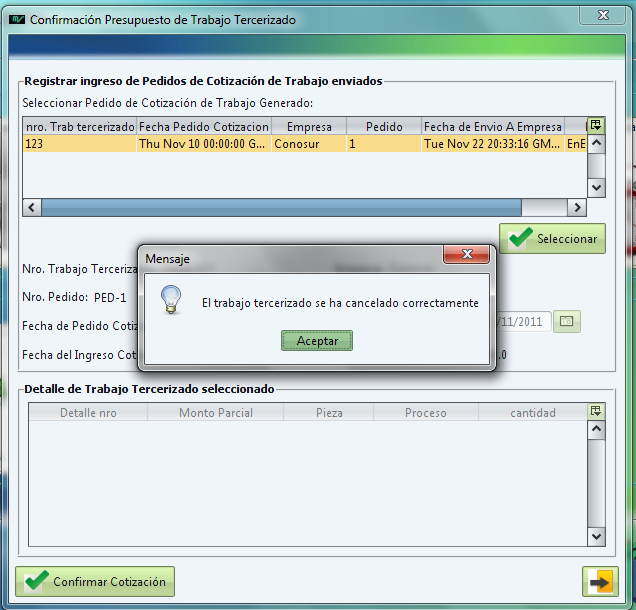 Confirmación Presupuesto de Trabajo Tercerizado
Registrar ingreso de Pedidos de Cotización de Trabajo enviados
Seleccionar Pedido de Cotización de Trabajo Generado:
nro. Trab tercerizado Fecha Pedido Cotizacion Empresa Pedido Fecha de Envio A Empresa
123 Thu Nov 10 00:00:00 G... Conosur 1 Tue Nov 22 20:33:16 GM... EnE
Seleccionar
Mensaje
Nro. Trabajo Terceriza
El trabajo tercerizado se ha cancelado correctamente
Nro. Pedido: PED-1
Fecha de Pedido Cotiz /11/2011
Aceptar
Fecha del Ingreso Cot .0
Detalle de Trabajo Tercerizado seleccionado
Detalle nro Monto Parcial Pieza Proceso cantidad
Confirmar Cotización